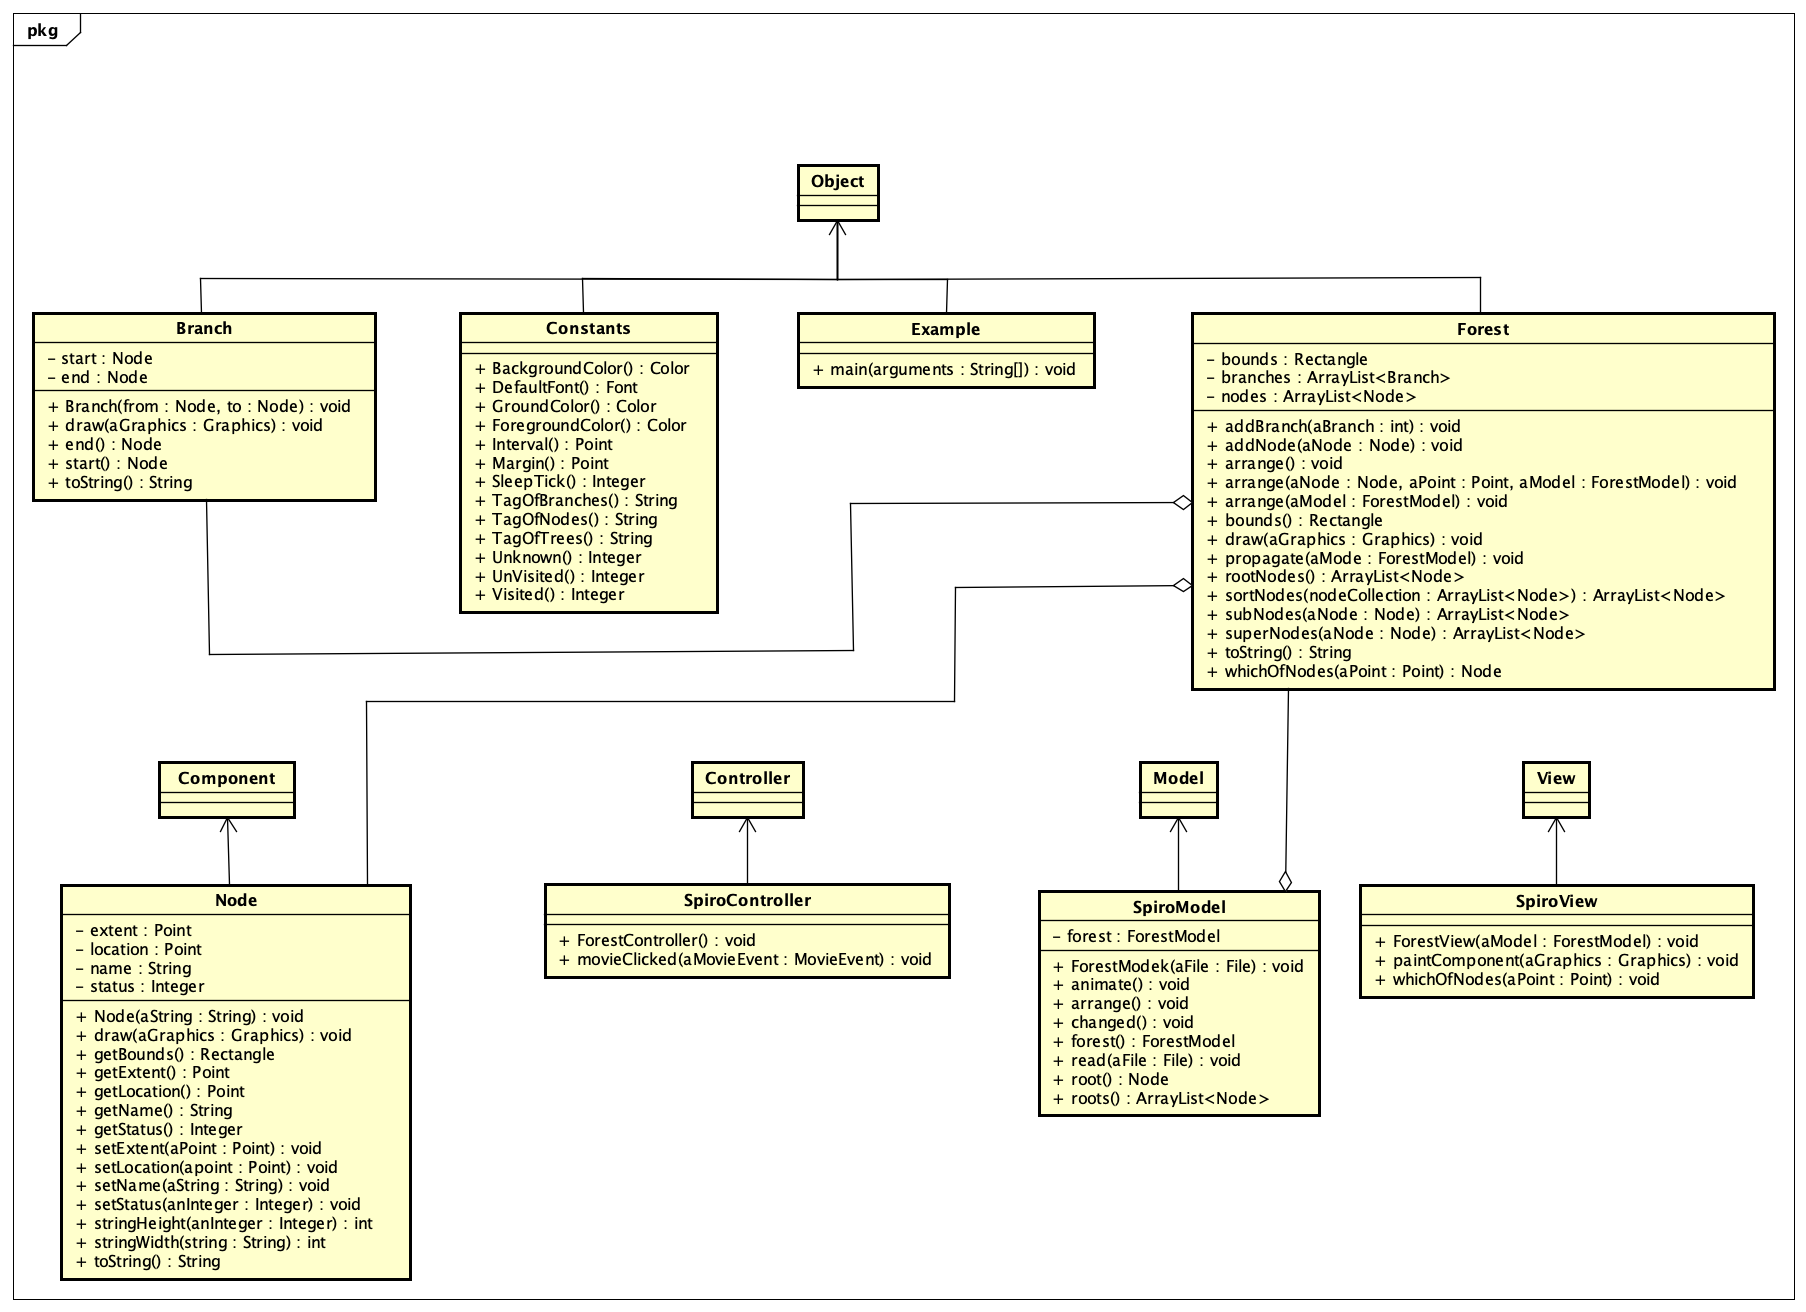 pkg
Object
Branch
– start : Node
– end : Node
+ Branch(from : Node, to : Node) : void
+ draw(aGraphics : Graphics) : void
+ end() : Node
+ start() : Node
+ toString() : String
Constants
+ BackgroundColor() : Color
+ DefaultFont() : Font
+ GroundColor() : Color
+ ForegroundColor() : Color
+ Interval() : Point
+ Margin() : Point
+ SleepTick() : Integer
+ TagOfBranches() : String
+ TagOfNodes() : String
+ TagOfTrees() : String
+ Unknown() : Integer
+ UnVisited() : Integer
+ Visited() : Integer
Example
+ main(arguments : String[]) : void
Forest
– bounds : Rectangle
– branches : ArrayList<Branch>
– nodes : ArrayList<Node>
+ addBranch(aBranch : int) : void
+ addNode(aNode : Node) : void
+ arrange() : void
+ arrange(aNode : Node, aPoint : Point, aModel : ForestModel) : void
+ arrange(aModel : ForestModel) : void
+ bounds() : Rectangle
+ draw(aGraphics : Graphics) : void
+ propagate(aMode : ForestModel) : void
+ rootNodes() : ArrayList<Node>
+ sortNodes(nodeCollection : ArrayList<Node>) : ArrayList<Node>
+ subNodes(aNode : Node) : ArrayList<Node>
+ superNodes(aNode : Node) : ArrayList<Node>
+ toString() : String
+ whichOfNodes(aPoint : Point) : Node
Component
Controller
Model
View
Node
– extent : Point
– location : Point
– name : String
– status : Integer
+ Node(aString : String) : void
+ draw(aGraphics : Graphics) : void
+ getBounds() : Rectangle
+ getExtent() : Point
+ getLocation() : Point
+ getName() : String
+ getStatus() : Integer
+ setExtent(aPoint : Point) : void
+ setLocation(apoint : Point) : void
+ setName(aString : String) : void
+ setStatus(anInteger : Integer) : void
+ stringHeight(anInteger : Integer) : int
+ stringWidth(string : String) : int
+ toString() : String
SpiroController
+ ForestController() : void
+ movieClicked(aMovieEvent : MovieEvent) : void
SpiroModel
– forest : ForestModel
+ ForestModek(aFile : File) : void
+ animate() : void
+ arrange() : void
+ changed() : void
+ forest() : ForestModel
+ read(aFile : File) : void
+ root() : Node
+ roots() : ArrayList<Node>
SpiroView
+ ForestView(aModel : ForestModel) : void
+ paintComponent(aGraphics : Graphics) : void
+ whichOfNodes(aPoint : Point) : void